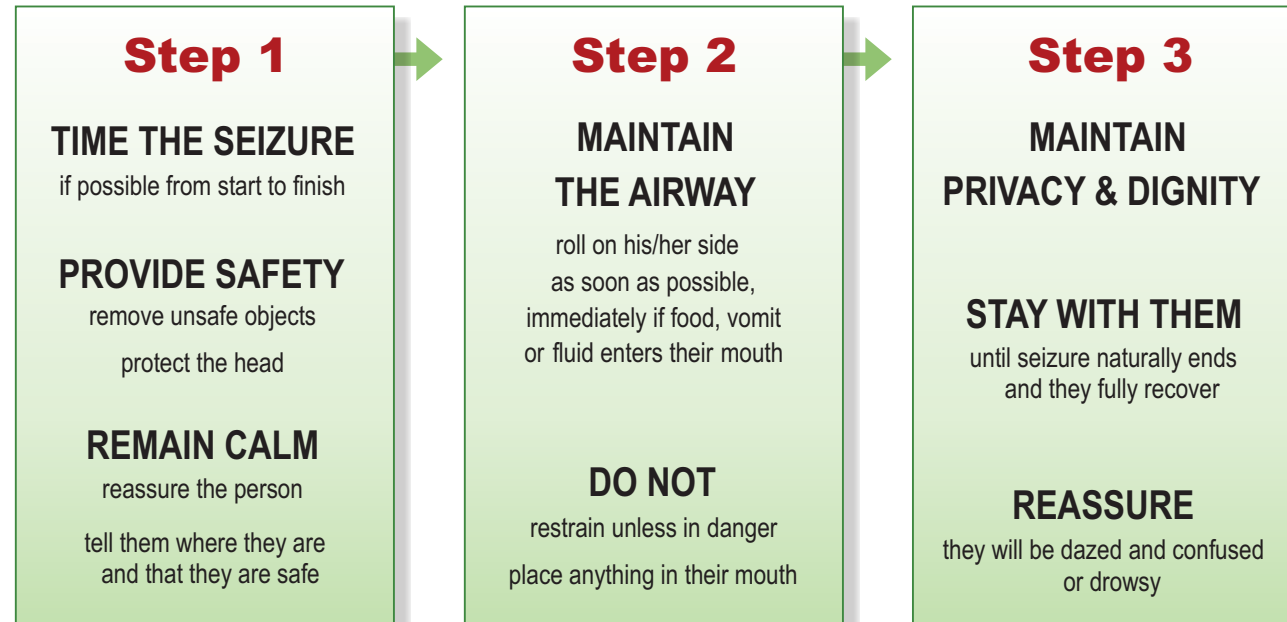 Step 1
TIME THE SEIZURE
if possible from start to finish
PROVIDE SAFETY
remove unsafe objects
protect the head
REMAIN CALM
reassure the person
tell them where they are
and that they are safe
Step 2
MAINTAIN
THE AIRWAY
roll on his/her side
as soon as possible,
immediately if food, vomit
or fluid enters their mouth
DO NOT
restrain unless in danger
place anything in their mouth
Step 3
MAINTAIN
PRIVACY & DIGNITY
STAY WITH THEM
until seizure naturally ends
and they fully recover
REASSURE
they will be dazed and confused
or drowsy